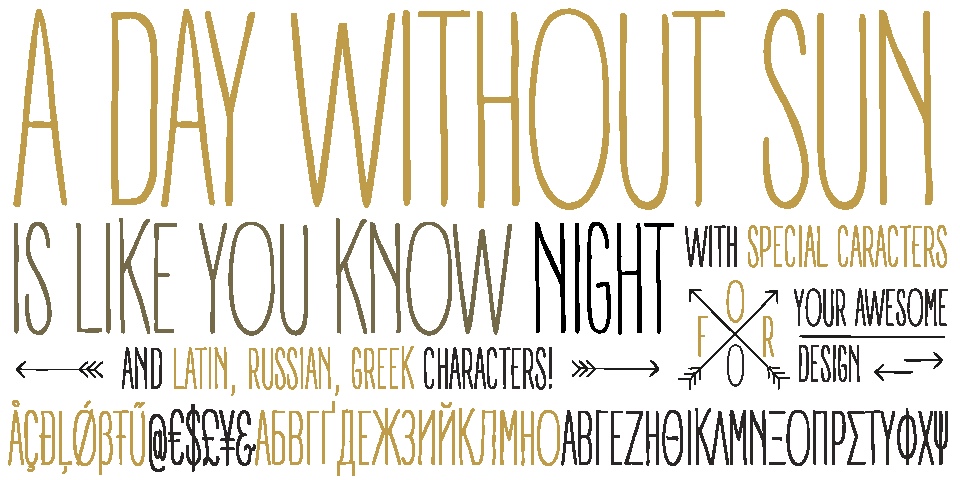 A DAY WITHOUT SUN
IS LIKE YOU KNOW NIGHT
WITH SPECIAL CARACTERS
FOR
O
YOUR AWESOME
DESIGN
AND LATIN, RUSSIAN, GREEK CHARACTERS!
ÅÇĐĻǾβŦŰ@€$£¥&АБВГҐДЕЖЗИЙКЛМНОΑΒΓΕΖΗΘΙΚΛΜΝΞΟΠΡΣΤΥΦΧΨ